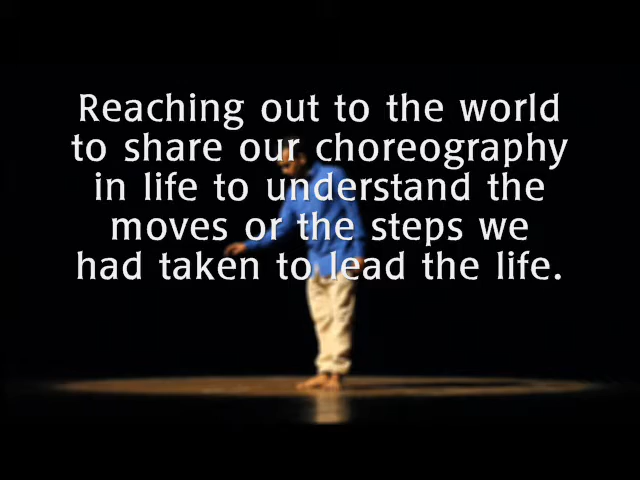 Reaching out to the world
to share our choreography
in life to understand the
moves or the steps we
had taken to lead the life.